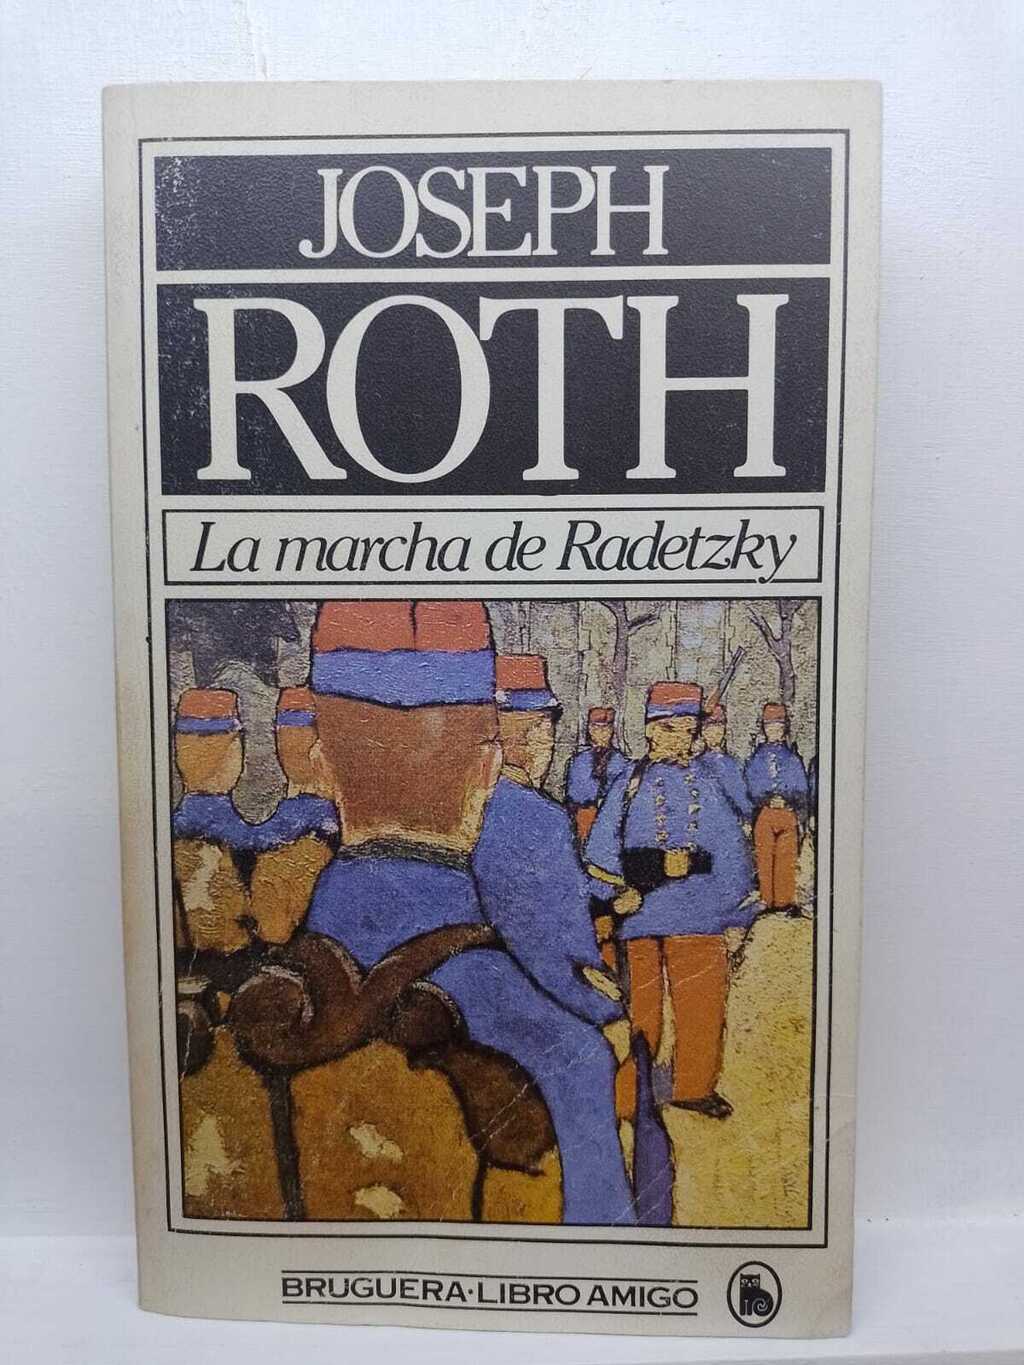 JOSEPH
ROTH
La marcha de Radetzky
BRUGUERA·LIBRO AMIGO